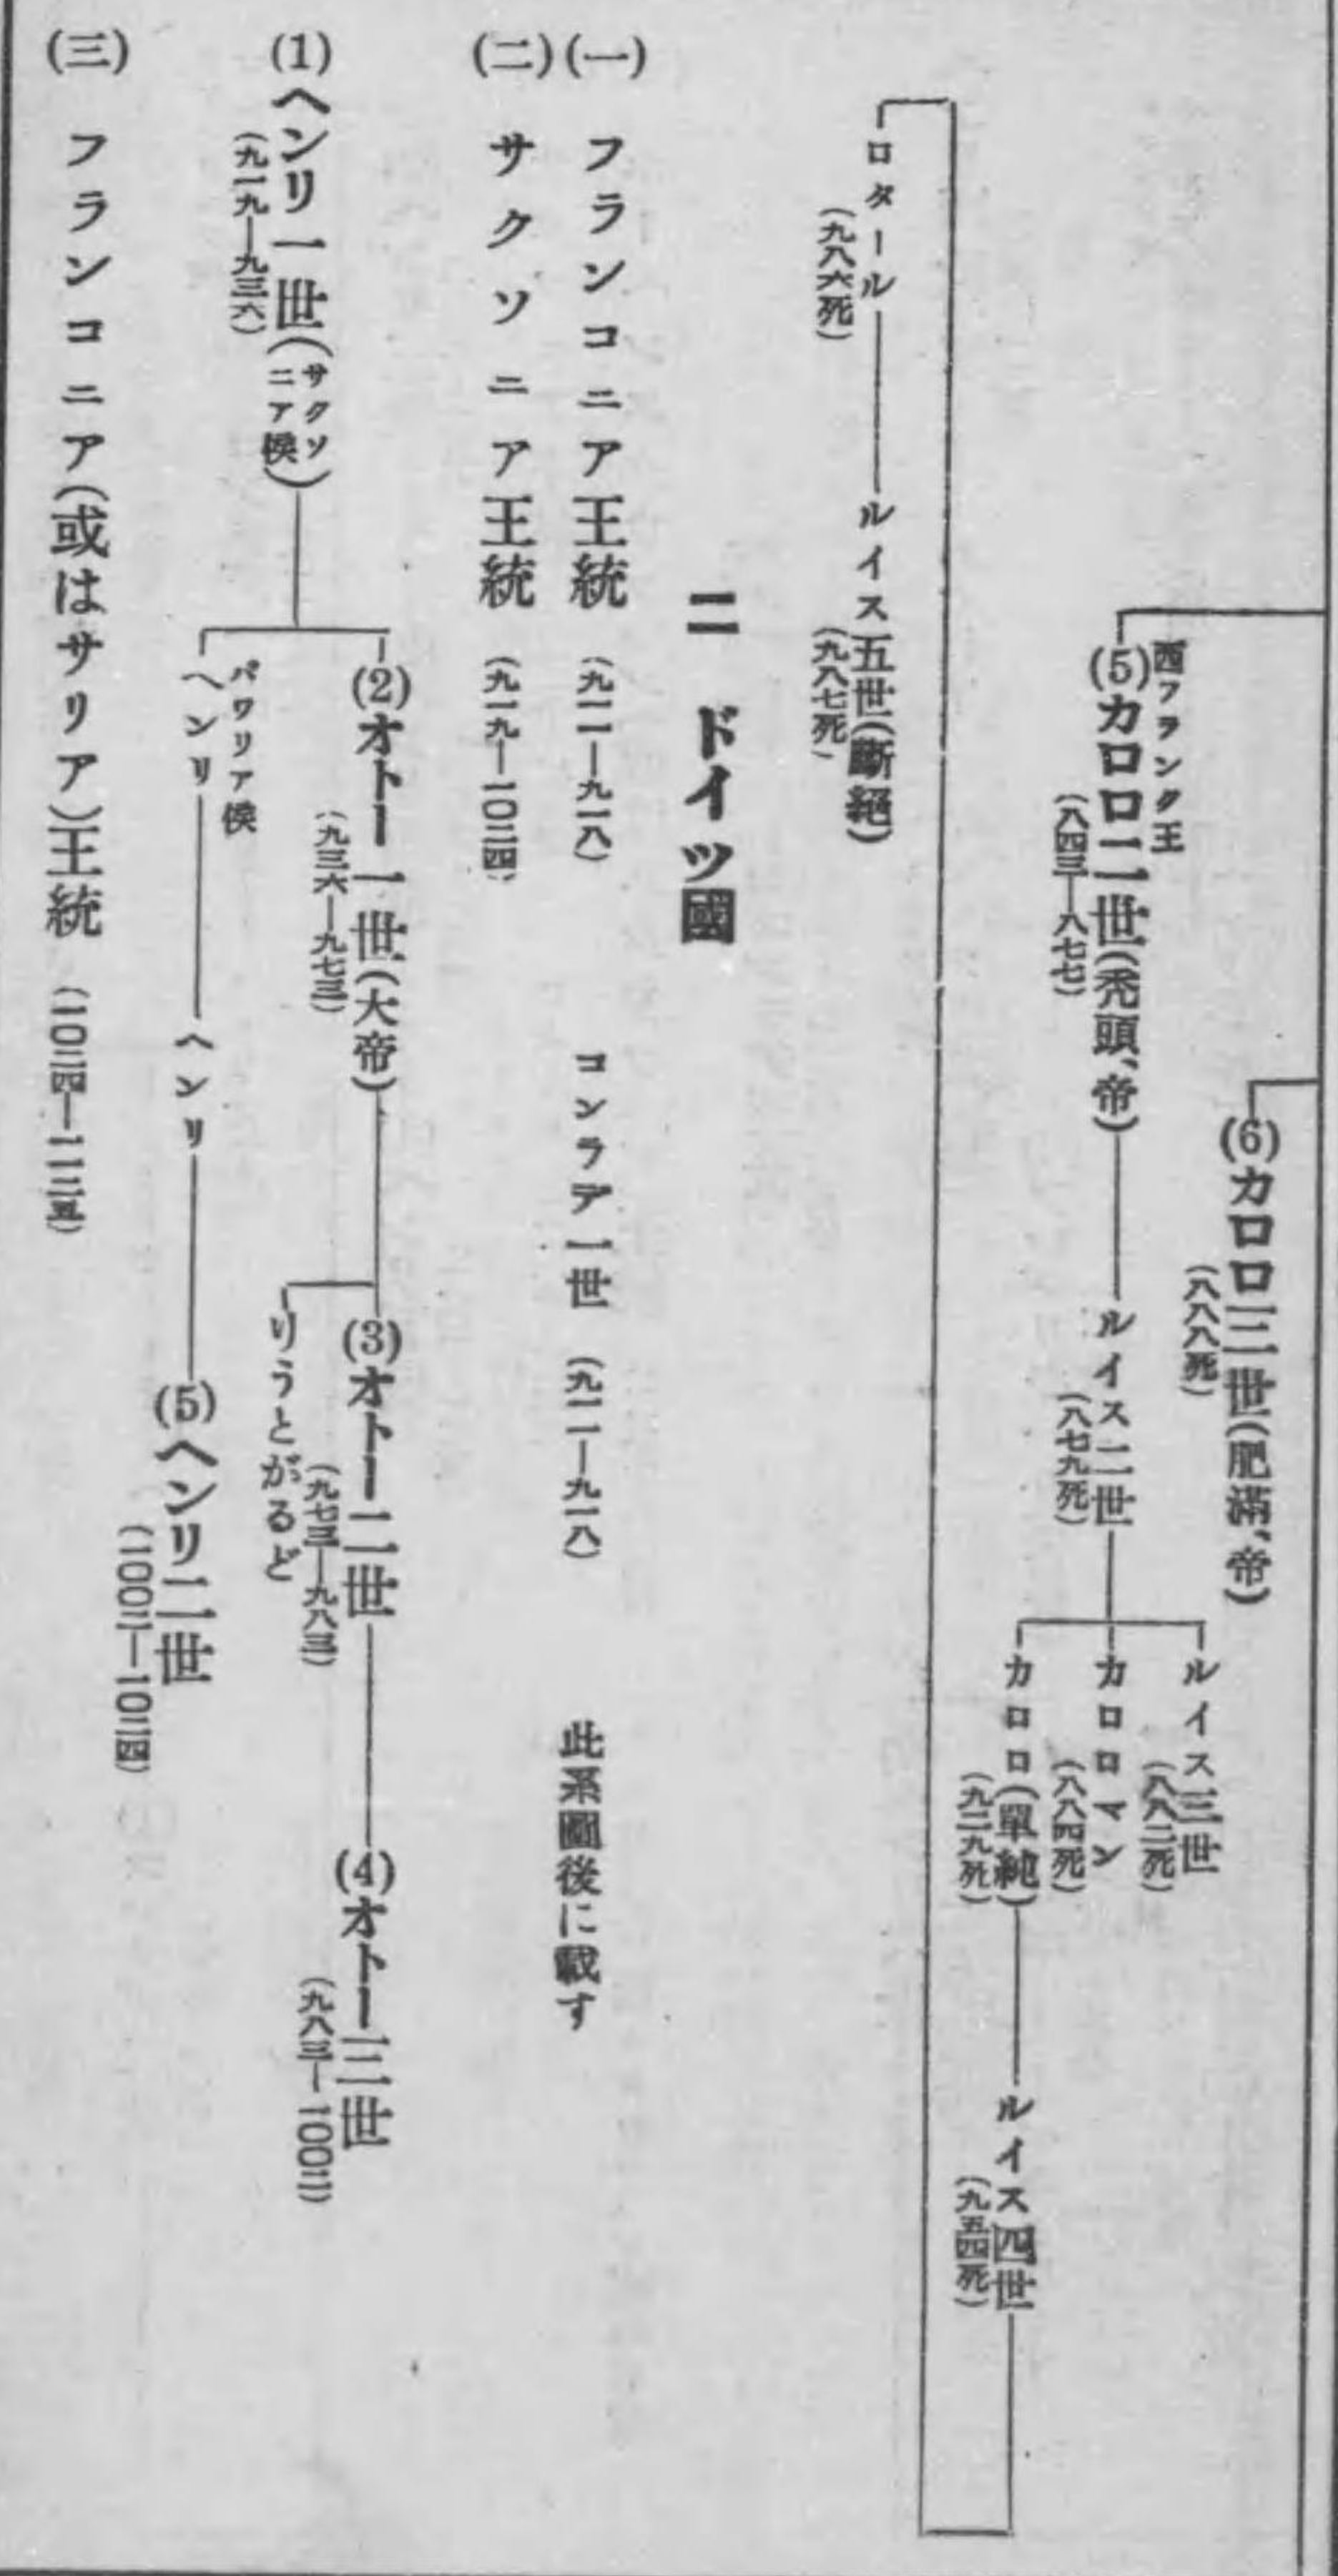 (6)カロロ三世(肥滿、帝)
(八八八死)
西フランク王
(5)カロロ二世(禿頭、帝)
(八四三—八七七)
ルイス二世
(八七九死)
ルイス三世
(八八二死)
カロロマン
(八八四死)
カロロ(單純)
(九二九死)
ルイス四世
(九五四死)
ロタール
(九八六死)
ルイス五世(斷絕)
(九八七死)
二 ドイツ國
(一) フランコニア王統 (九一一—九一八) コンラデ一世 (九一一—九一八) 此系圖後に載す
(二) サクソニア王統 (九一九—一〇二四)
(1)ヘンリ一世(サクソニア侯)
(九一九—九三六)
(2)オトー一世(大帝)
(九三六—九七三)
(3)オトー二世
(九七三—九八三)
(4)オトー三世
(九八三—一〇〇二)
りうとがるど
バワリア侯
ヘンリ
ヘンリ
(5)ヘンリ二世
(一〇〇二—一〇二四)
(三) フランコニア(或はサリア)王統 (一〇二四—一一二五)